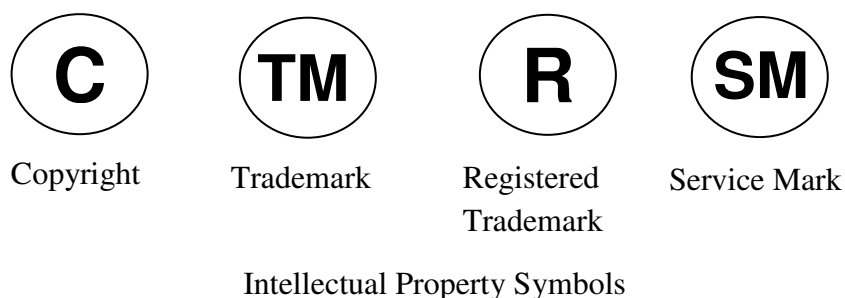 C TM R SM
Copyright Trademark Registered Service Mark
Trademark
Intellectual Property Symbols